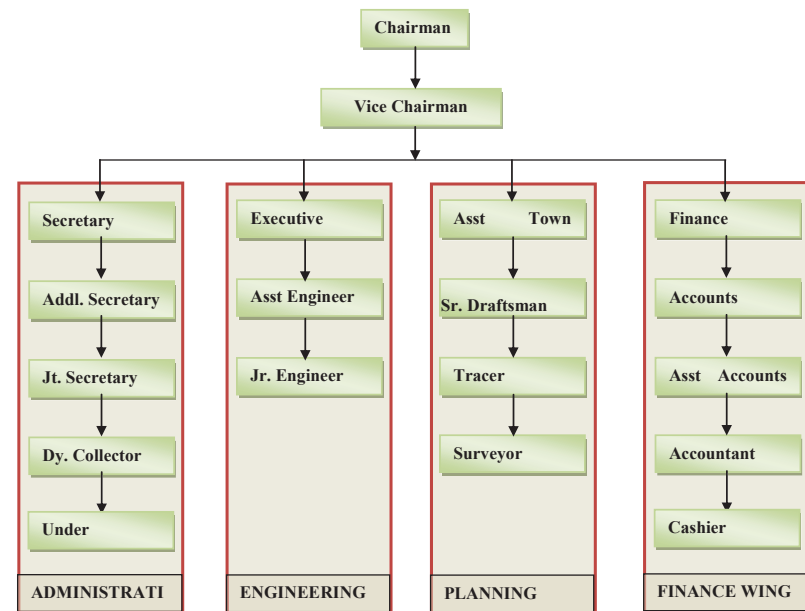 Chairman
Vice Chairman
Secretary
Addl. Secretary
Jt. Secretary
Dy. Collector
Under
ADMINISTRATI
Executive
Asst Engineer
Jr. Engineer
ENGINEERING
Asst Town
Sr. Draftsman
Tracer
Surveyor
PLANNING
Finance
Accounts
Asst Accounts
Accountant
Cashier
FINANCE WING